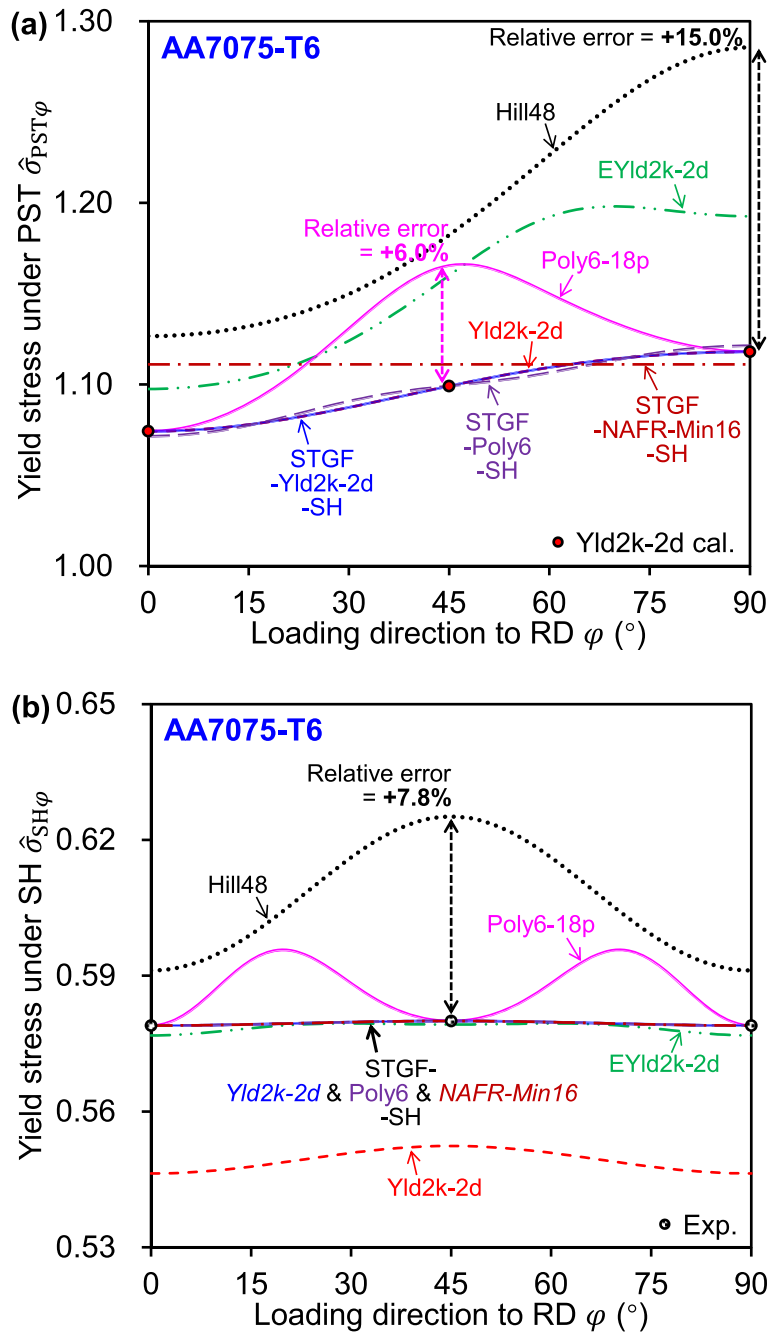 (a)
1.30
AA7075-T6
Relative error = +15.0%
Hill48
EYld2k-2d
Relative error
= +6.0%
Poly6-18p
Yld2k-2d
STGF
-Yld2k-2d
-SH
STGF
-Poly6
-SH
STGF
-NAFR-Min16
-SH
Yld2k-2d cal.
1.20
1.10
1.00
Yield stress under PST σ̂PSTφ
0 15 30 45 60 75 90
Loading direction to RD φ (°)
(b)
0.65
AA7075-T6
Relative error
= +7.8%
Hill48
Poly6-18p
EYld2k-2d
STGF-
Yld2k-2d & Poly6 & NAFR-Min16
-SH
Yld2k-2d
Exp.
0.62
0.59
0.56
0.53
Yield stress under SH σ̂SHφ
0 15 30 45 60 75 90
Loading direction to RD φ (°)